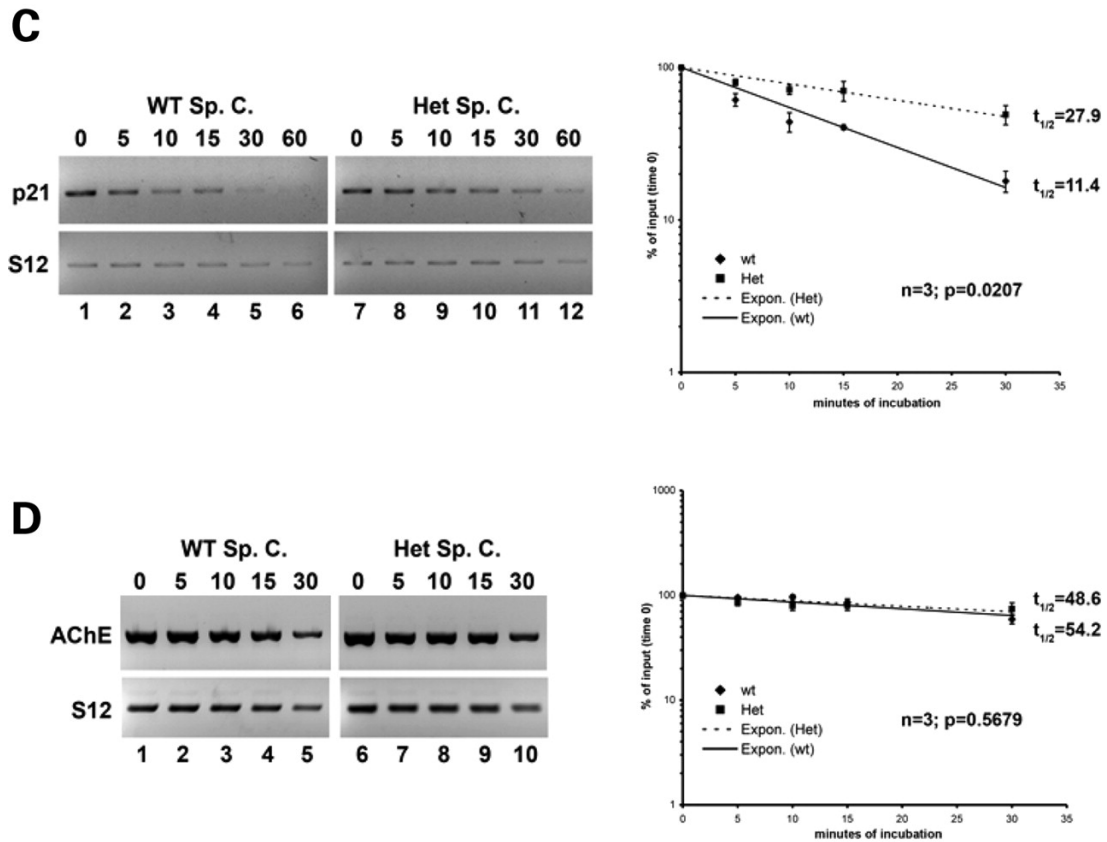 C
WT Sp. C.
Het Sp. C.
0 5 10 15 30 60
0 5 10 15 30 60
p21
S12
1 2 3 4 5 6
7 8 9 10 11 12
% of input (time 0)
100
10
1
0 5 10 15 20 25 30 35
minutes of incubation
wt
Het
Expon. (Het)
Expon. (wt)
n=3; p=0.0207
t1/2=27.9
t1/2=11.4
D
WT Sp. C.
Het Sp. C.
0 5 10 15 30
0 5 10 15 30
AChE
S12
1 2 3 4 5
6 7 8 9 10
% of input (time 0)
1000
100
10
1
0 5 10 15 20 25 30 35
minutes of incubation
wt
Het
Expon. (Het)
Expon. (wt)
n=3; p=0.5679
t1/2=48.6
t1/2=54.2